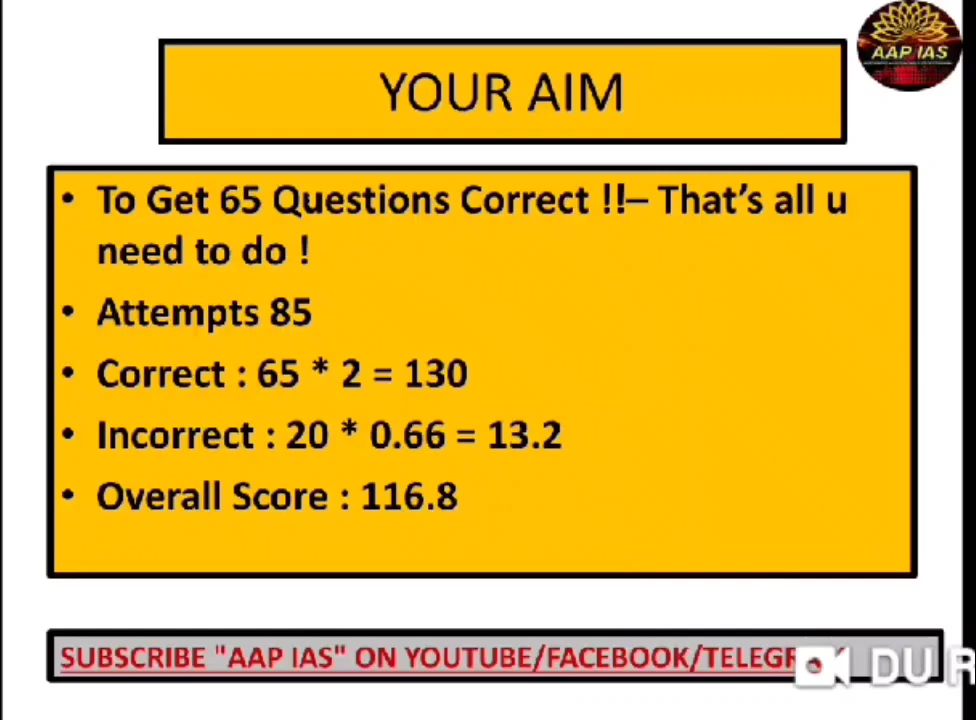 AAP IAS
YOUR AIM
• To Get 65 Questions Correct !!– That's all u
need to do !
• Attempts 85
• Correct : 65 * 2 = 130
• Incorrect : 20 * 0.66 = 13.2
• Overall Score : 116.8
SUBSCRIBE "AAP IAS" ON YOUTUBE/FACEBOOK/
DU R